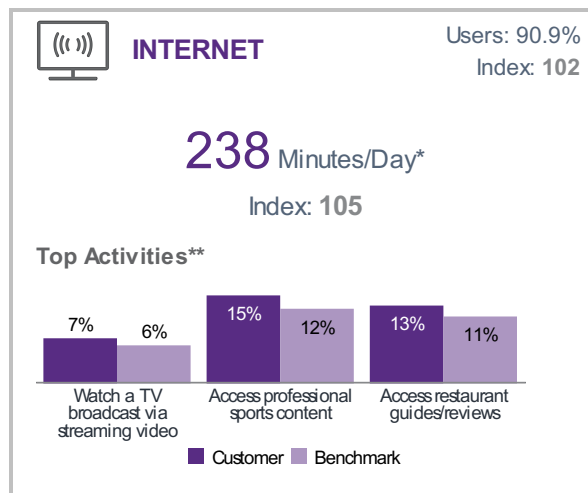 INTERNET
Users: 90.9%
Index: 102
238 Minutes/Day*
Index: 105
Top Activities**
7%
6%
15%
12%
13%
11%
Watch a TV
broadcast via
streaming video
Access professional
sports content
Access restaurant
guides/reviews
Customer
Benchmark